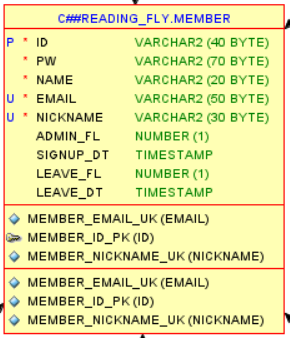 C##READING_FLY.MEMBER
P * ID VARCHAR2 (40 BYTE)
* PW VARCHAR2 (70 BYTE)
* NAME VARCHAR2 (20 BYTE)
U * EMAIL VARCHAR2 (50 BYTE)
U * NICKNAME VARCHAR2 (30 BYTE)
ADMIN_FL NUMBER (1)
SIGNUP_DT TIMESTAMP
LEAVE_FL NUMBER (1)
LEAVE_DT TIMESTAMP
MEMBER_EMAIL_UK (EMAIL)
MEMBER_ID_PK (ID)
MEMBER_NICKNAME_UK (NICKNAME)
MEMBER_EMAIL_UK (EMAIL)
MEMBER_ID_PK (ID)
MEMBER_NICKNAME_UK (NICKNAME)